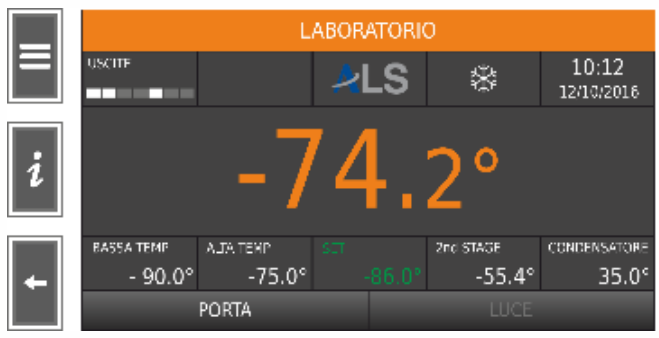 LABORATORIO
USCITE
ALS
10:12
12/10/2016
i
-74.2°
BASSA TEMP
ALTA TEMP
SET
2nd STAGE
CONDENSATORE
- 90.0°
-75.0°
-86.0°
-55.4°
35.0°
PORTA
LUCE